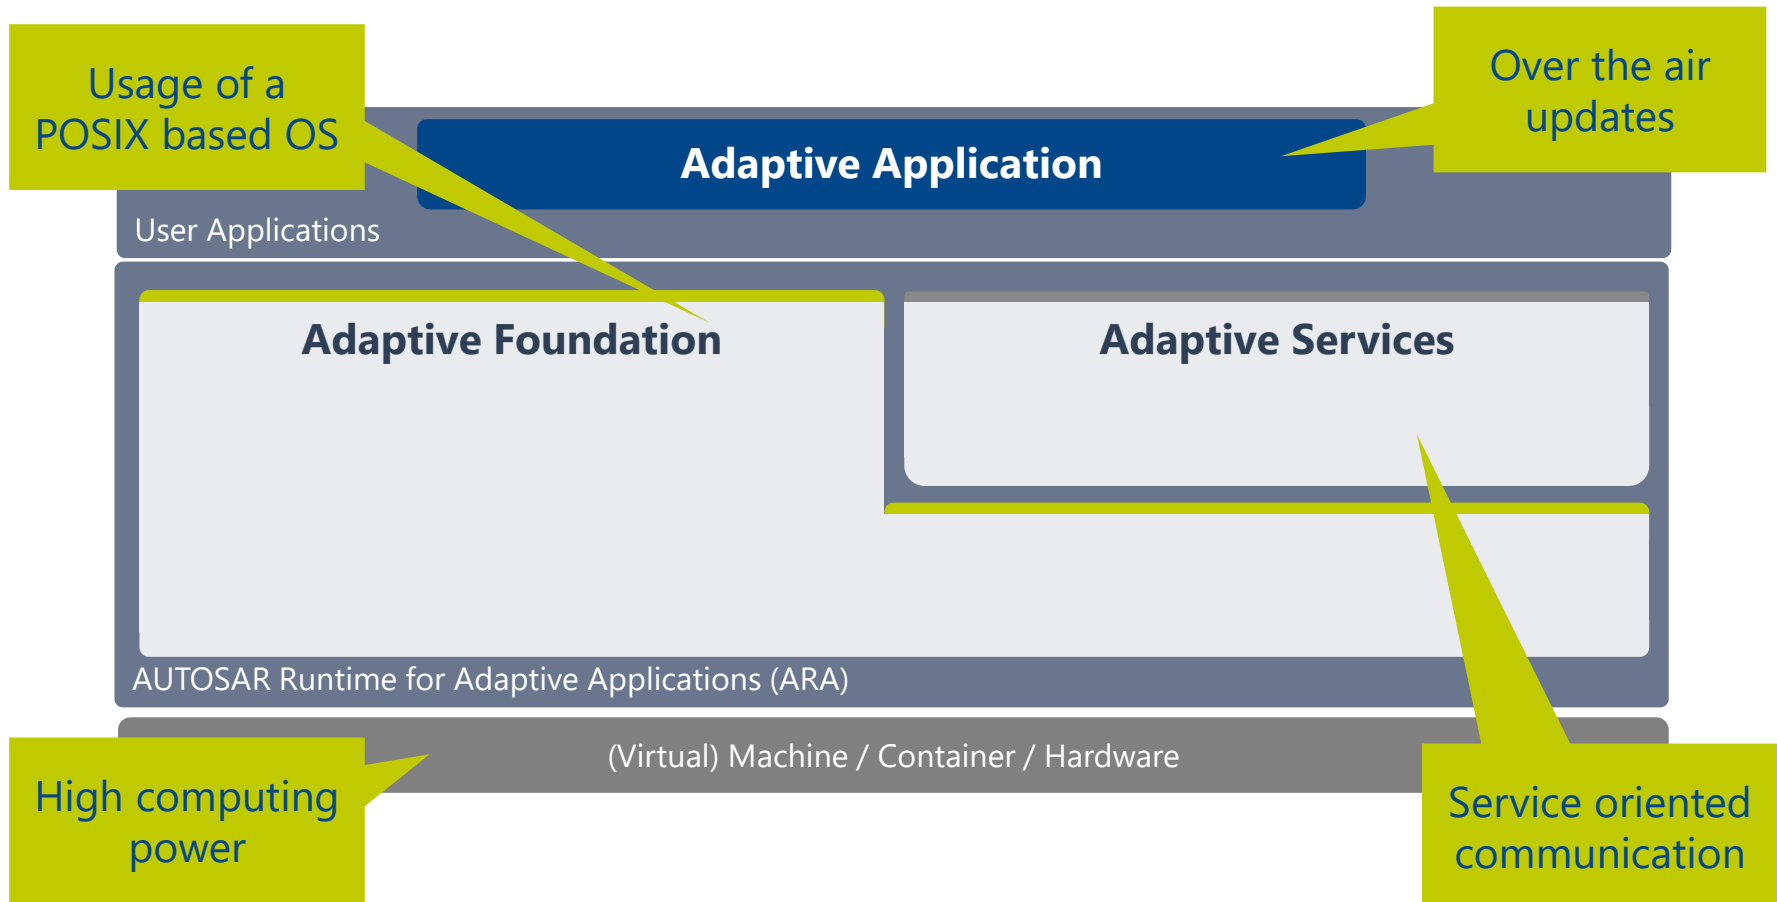 Usage of a
POSIX based OS
Over the air
updates
Adaptive Application
User Applications
Adaptive Foundation
Adaptive Services
AUTOSAR Runtime for Adaptive Applications (ARA)
(Virtual) Machine / Container / Hardware
High computing
power
Service oriented
communication